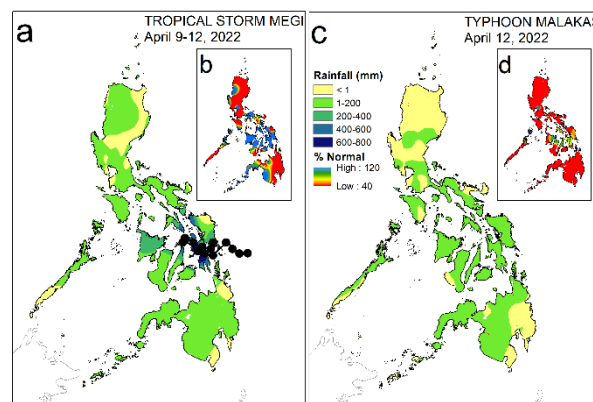 TROPICAL STORM MEGI
April 9-12, 2022
a
b
TYPHOON MALAKAS
April 12, 2022
c
d
Rainfall (mm)
< 1
1-200
200-400
400-600
600-800
% Normal
High : 120
Low : 40